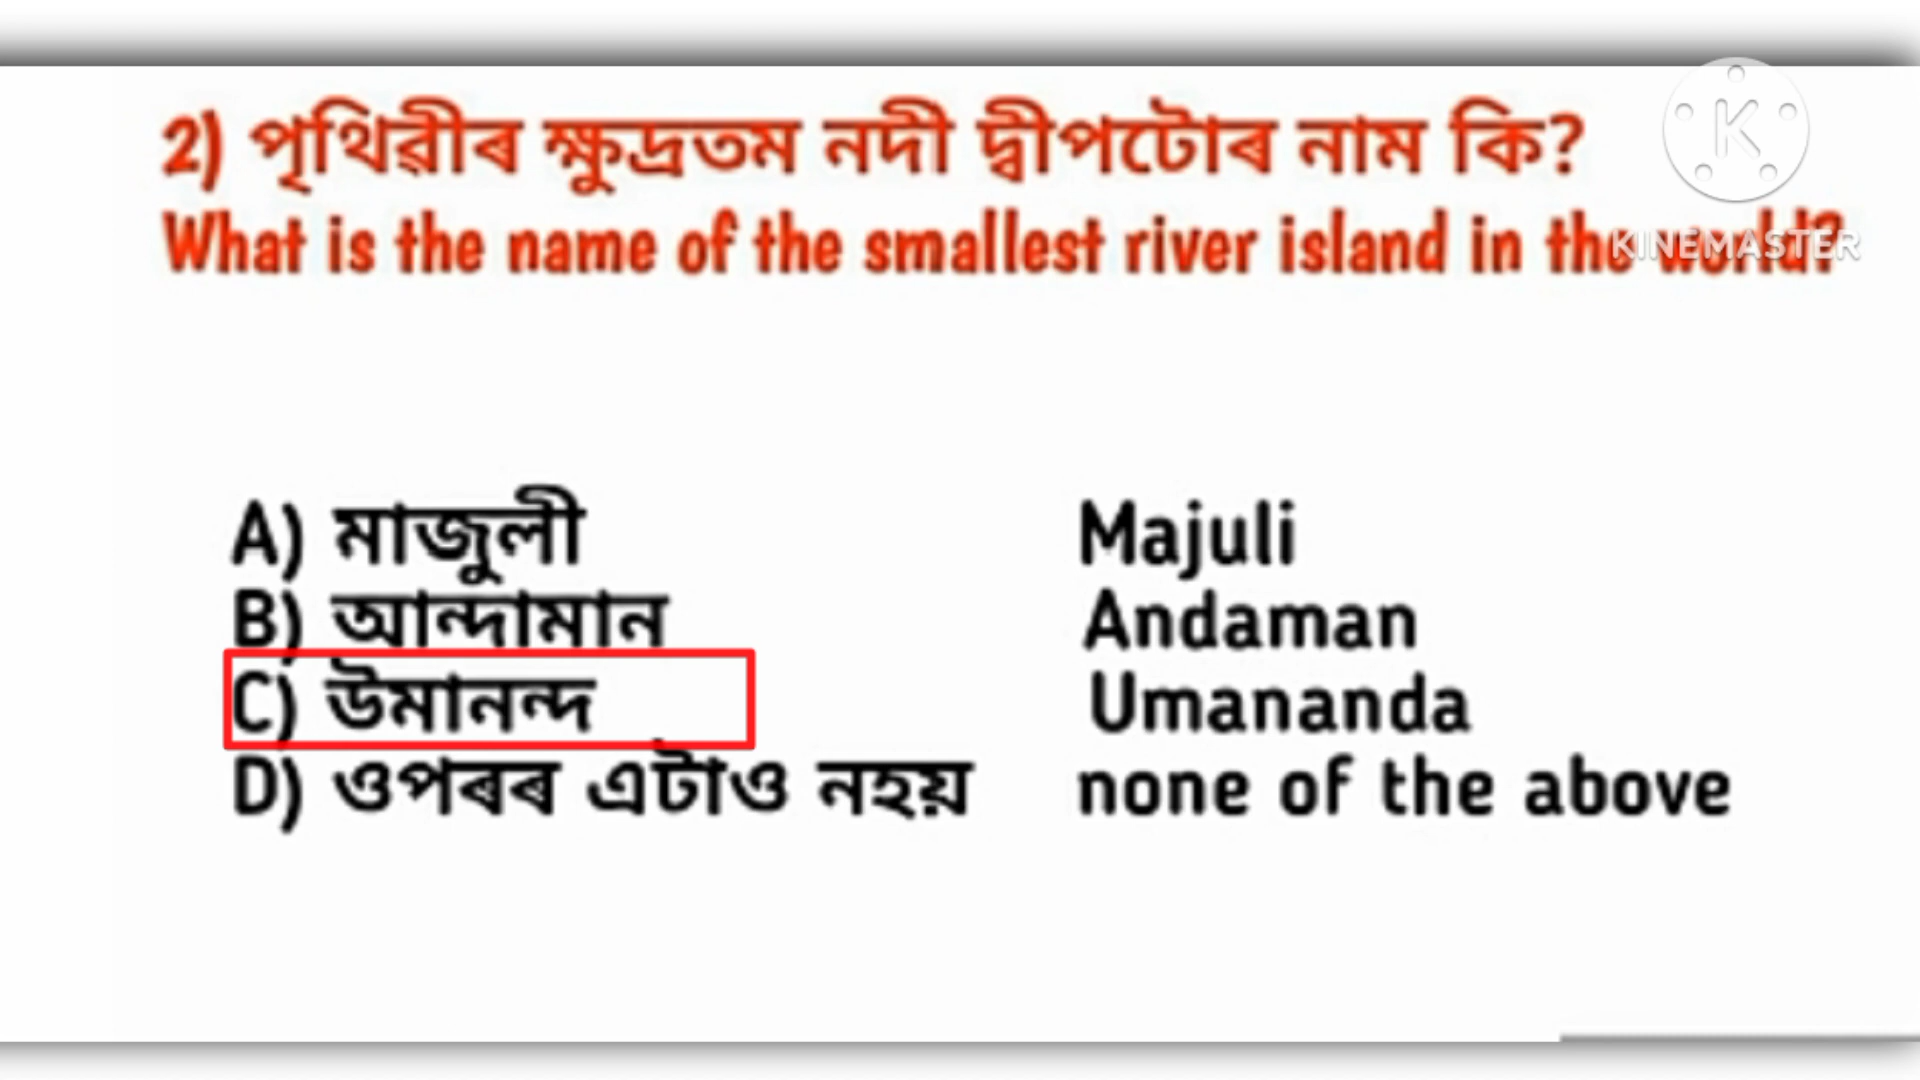 2) পৃথিৱীৰ ক্ষুদ্ৰতম নদী দ্বীপটোৰ নাম কি?
What is the name of the smallest river island in the world?
KINEMASTER
A) মাজুলী Majuli
B) আন্দামান Andaman
C) উমানন্দ Umananda
D) ওপৰৰ এটাও নহয় none of the above